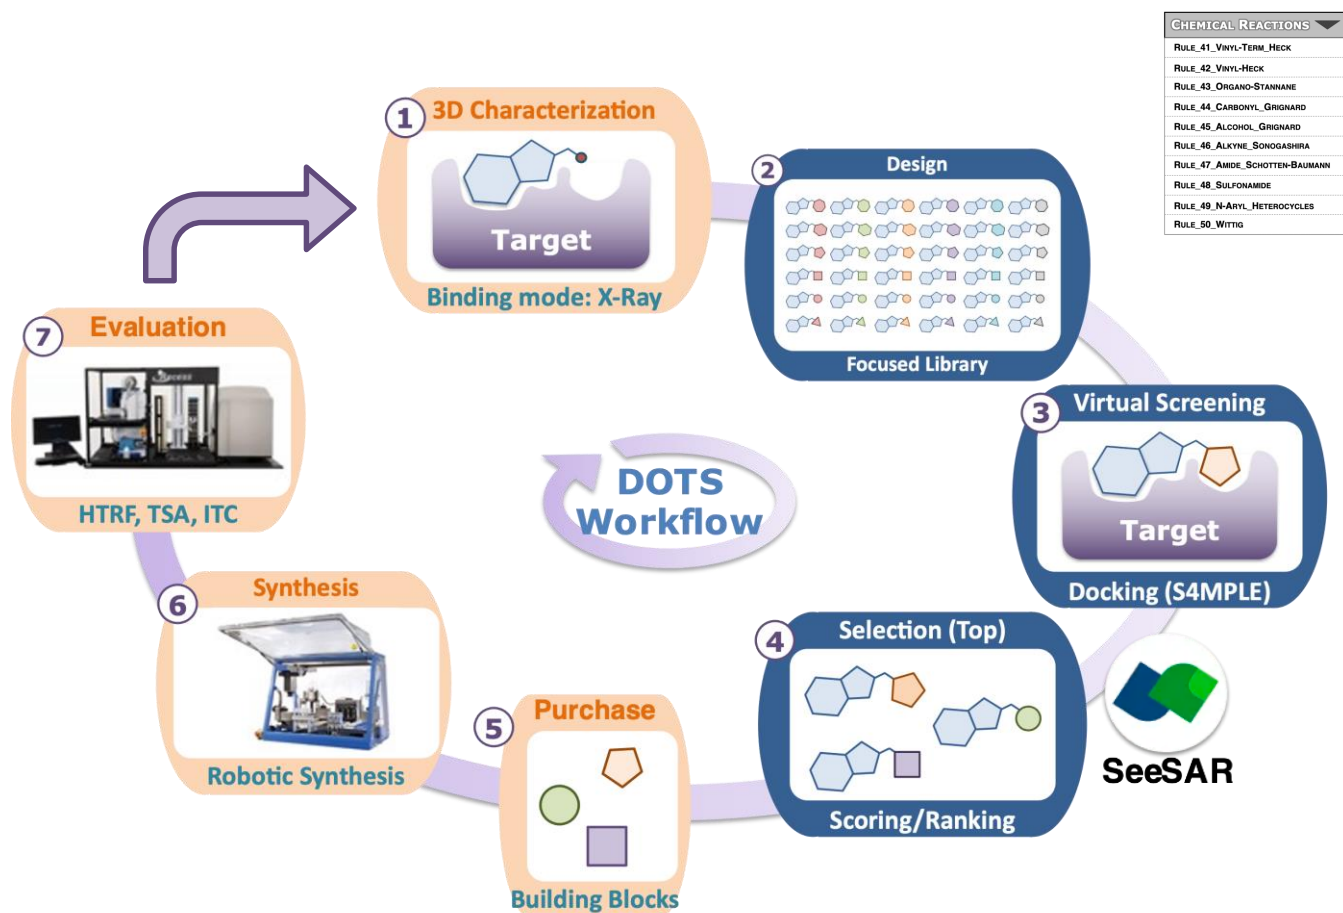 CHEMICAL REACTIONS
RULE_41_VINYL-TERM_HECK
RULE_42_VINYL-HECK
RULE_43_ORGANO-STANNANE
RULE_44_CARBONYL_GRIGNARD
RULE_45_ALCOHOL_GRIGNARD
RULE_46_ALKYNE_SONOGASHIRA
RULE_47_AMIDE_SCHOTTEN-BAUMANN
RULE_48_SULFONAMIDE
RULE_49_N-ARYL_HETEROCYCLES
RULE_50_WITTIG
1
3D Characterization
Target
Binding mode: X-Ray
2
Design
Focused Library
3
Virtual Screening
Target
Docking (S4MPLE)
SeeSAR
4
Selection (Top)
Scoring/Ranking
5
Purchase
Building Blocks
6
Synthesis
Robotic Synthesis
7
Evaluation
HTRF, TSA, ITC
DOTS
Workflow